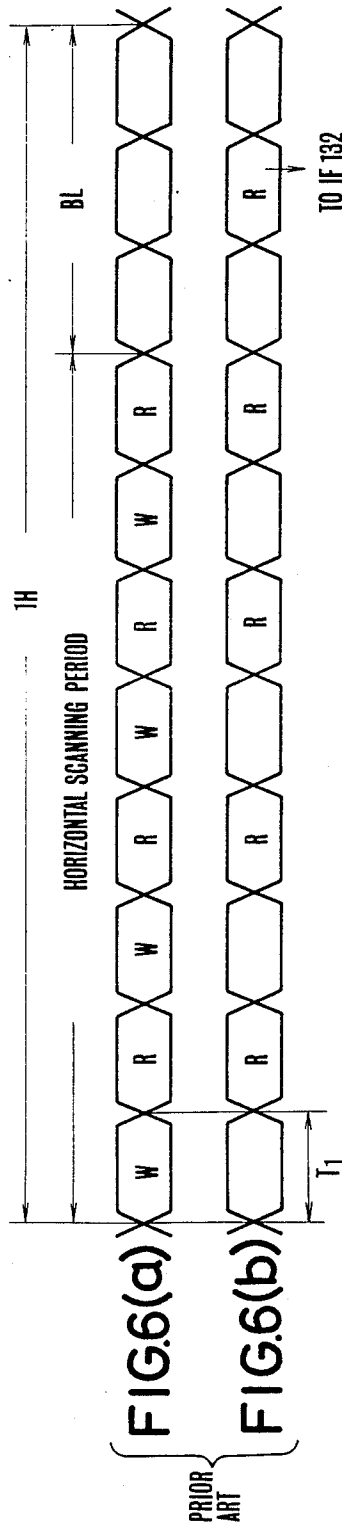 1H
HORIZONTAL SCANNING PERIOD
BL
FIG.6(a)
W R W R W R W R
PRIOR ART
FIG.6(b)
R R R R R
T1
TO IF 132